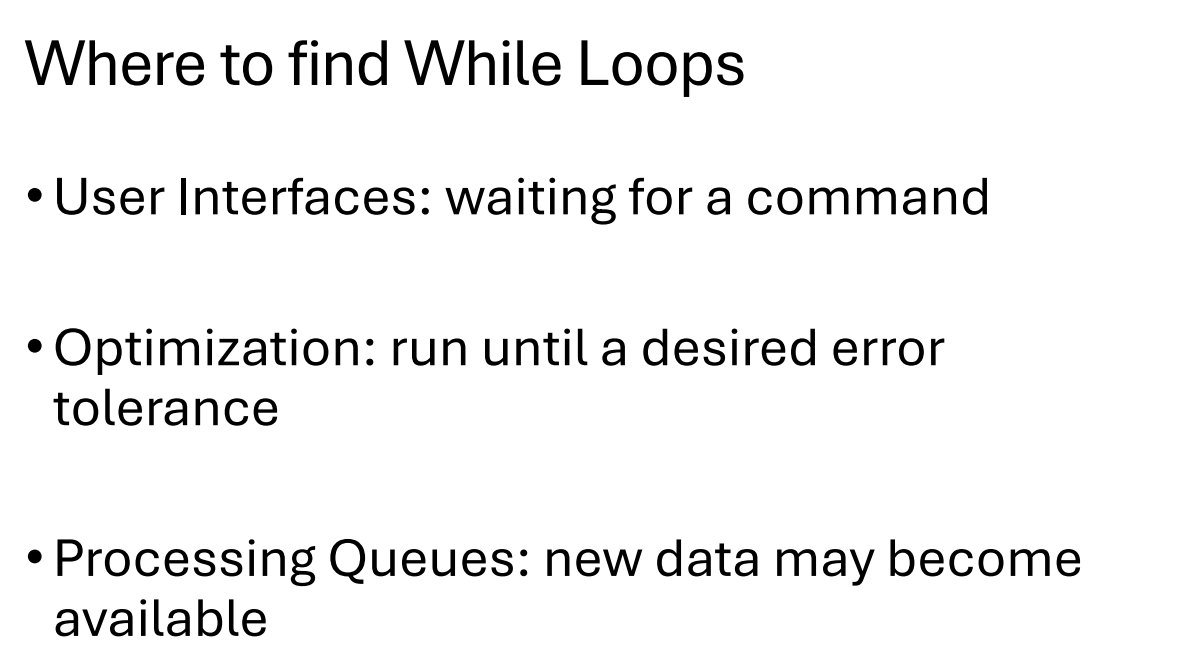 Where to find While Loops
• User Interfaces: waiting for a command
• Optimization: run until a desired error
tolerance
• Processing Queues: new data may become
available